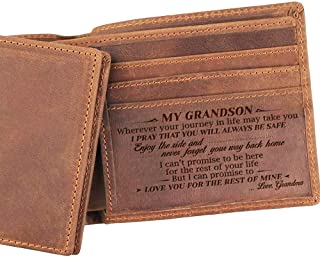 MY GRANDSON
Wherever your journey in life may take you
I PRAY THAT YOU WILL ALWAYS BE SAFE
Enjoy the ride and
never forget your way back home
I can't promise to be here
for the rest of your life
But I can promise to
LOVE YOU FOR THE REST OF MINE
Love, Grandma